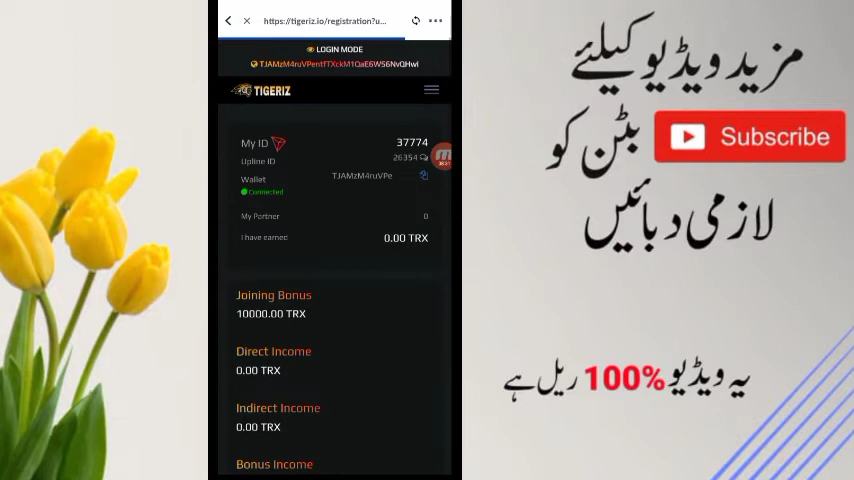 https://tigeriz.io/registration?u...
LOGIN MODE
TJAMzM4ruVPentfTXckM1QaE6WS6NvQHwi
TIGERIZ
My ID
37774
Upline ID
26354
Wallet
TJAMzM4ruVPe
Connected
My Partner
0
I have earned
0.00 TRX
Joining Bonus
10000.00 TRX
Direct Income
0.00 TRX
Indirect Income
0.00 TRX
Bonus Income
مزید ویڈیو کیلئے
Subscribe بٹن کو
لازمی دبائیں
یہ ویڈیو 100% ریل ہے